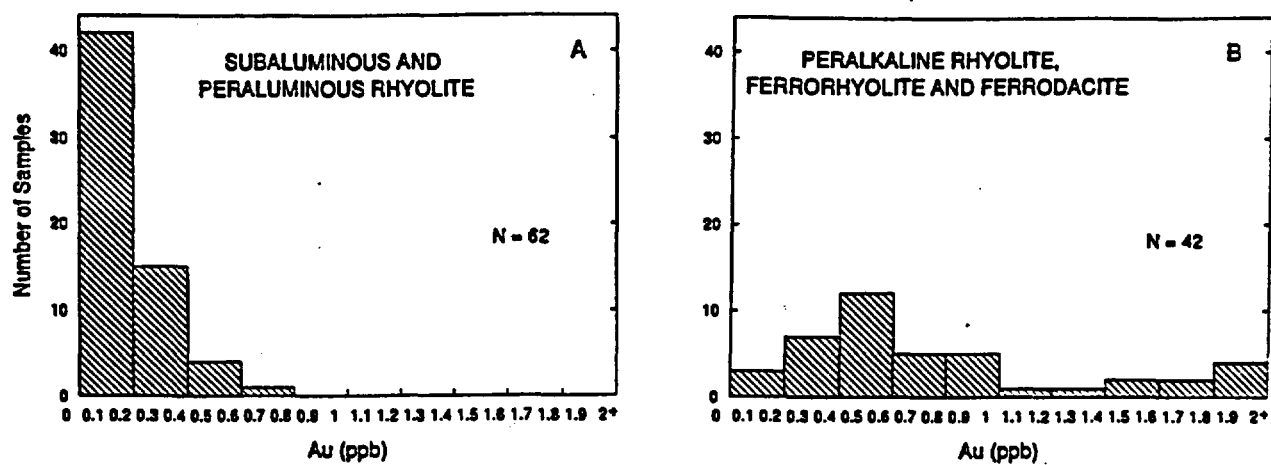 A
SUBALUMINOUS AND
PERALUMINOUS RHYOLITE
N = 62
Number of Samples
40
30
20
10
0
0 0.1 0.2 0.3 0.4 0.5 0.6 0.7 0.8 0.9 1 1.1 1.2 1.3 1.4 1.5 1.6 1.7 1.8 1.9 2+
Au (ppb)
B
PERALKALINE RHYOLITE,
FERRORHYOLITE AND FERRODACITE
N = 42
40
30
20
10
0
0 0.1 0.2 0.3 0.4 0.5 0.6 0.7 0.8 0.9 1 1.1 1.2 1.3 1.4 1.5 1.6 1.7 1.8 1.9 2+
Au (ppb)